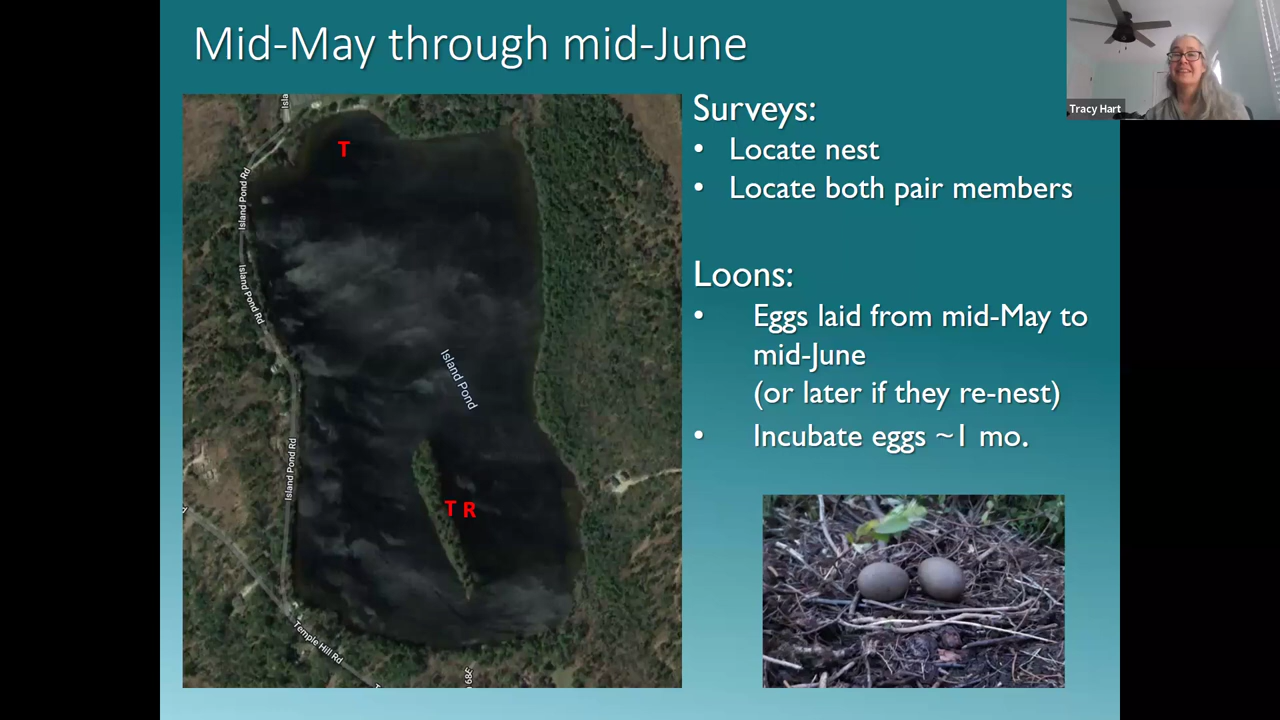 Mid-May through mid-June
Tracy Hart
Surveys:
• Locate nest
• Locate both pair members
Loons:
• Eggs laid from mid-May to
mid-June
(or later if they re-nest)
• Incubate eggs ~1 mo.
Isla
T
Island Pond Rd
Island Pond Rd
Island Pond
Island Pond Rd
T R
Temple Hill Rd